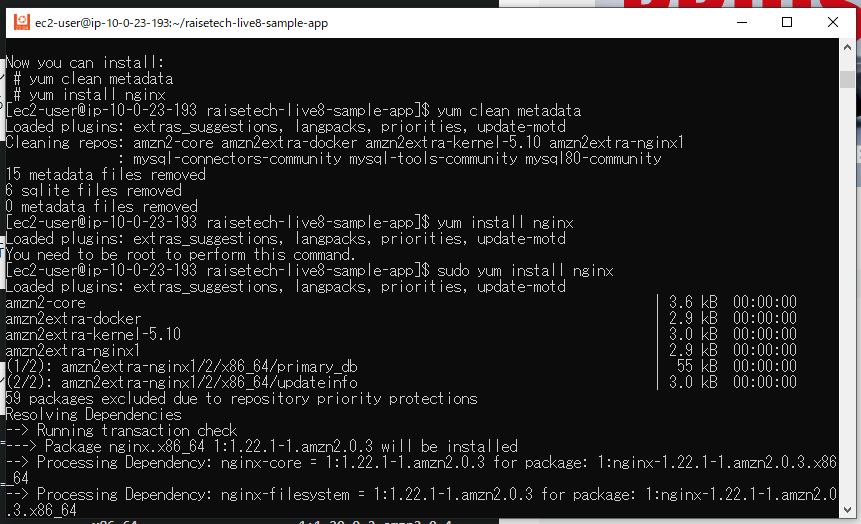 ec2-user@ip-10-0-23-193:~/raisetech-live8-sample-app
Now you can install:
# yum clean metadata
# yum install nginx
[ec2-user@ip-10-0-23-193 raisetech-live8-sample-app]$ yum clean metadata
Loaded plugins: extras_suggestions, langpacks, priorities, update-motd
Cleaning repos: amzn2-core amzn2extra-docker amzn2extra-kernel-5.10 amzn2extra-nginx1
: mysql-connectors-community mysql-tools-community mysql80-community
15 metadata files removed
6 sqlite files removed
0 metadata files removed
[ec2-user@ip-10-0-23-193 raisetech-live8-sample-app]$ yum install nginx
Loaded plugins: extras_suggestions, langpacks, priorities, update-motd
You need to be root to perform this command.
[ec2-user@ip-10-0-23-193 raisetech-live8-sample-app]$ sudo yum install nginx
Loaded plugins: extras_suggestions, langpacks, priorities, update-motd
amzn2-core | 3.6 kB 00:00:00
amzn2extra-docker | 2.9 kB 00:00:00
amzn2extra-kernel-5.10 | 3.0 kB 00:00:00
amzn2extra-nginx1 | 2.9 kB 00:00:00
(1/2): amzn2extra-nginx1/2/x86_64/primary_db | 55 kB 00:00:00
(2/2): amzn2extra-nginx1/2/x86_64/updateinfo | 3.0 kB 00:00:00
59 packages excluded due to repository priority protections
Resolving Dependencies
--> Running transaction check
---> Package nginx.x86_64 1:1.22.1-1.amzn2.0.3 will be installed
--> Processing Dependency: nginx-core = 1:1.22.1-1.amzn2.0.3 for package: 1:nginx-1.22.1-1.amzn2.0.3.x86
_64
--> Processing Dependency: nginx-filesystem = 1:1.22.1-1.amzn2.0.3 for package: 1:nginx-1.22.1-1.amzn2.0
.3.x86_64